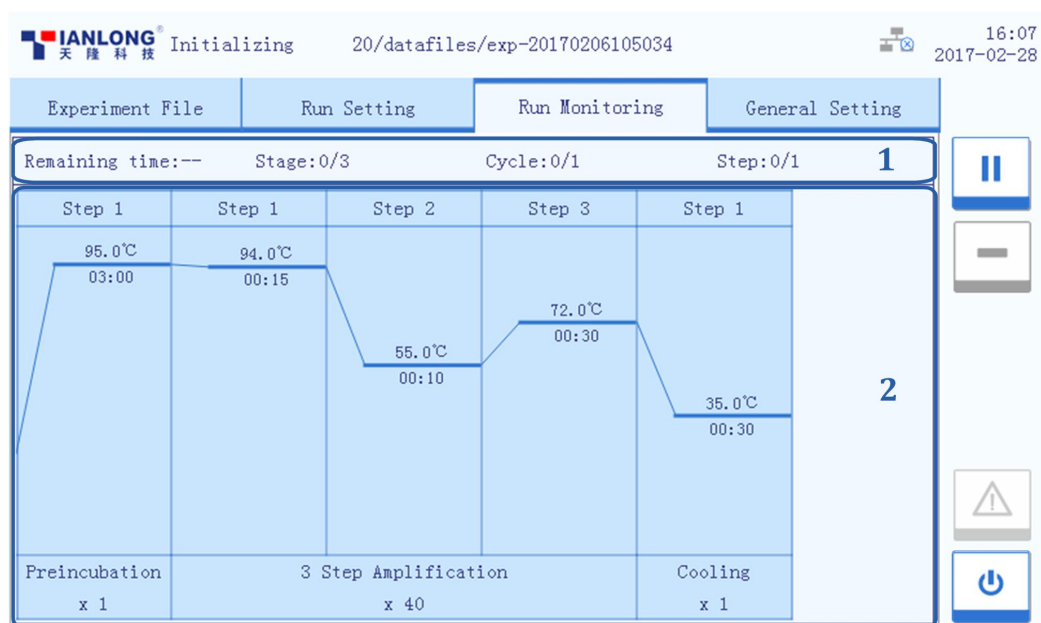 TIANLONG®
天隆科技
Initializing 20/datafiles/exp-20170206105034 16:07
2017-02-28
Experiment File Run Setting Run Monitoring General Setting
Remaining time:-- Stage:0/3 Cycle:0/1 Step:0/1 1
Step 1 Step 1 Step 2 Step 3 Step 1
95.0℃ 94.0℃
03:00 00:15
72.0℃
00:30
55.0℃
00:10
2
35.0℃
00:30
Preincubation 3 Step Amplification Cooling
x 1 x 40 x 1